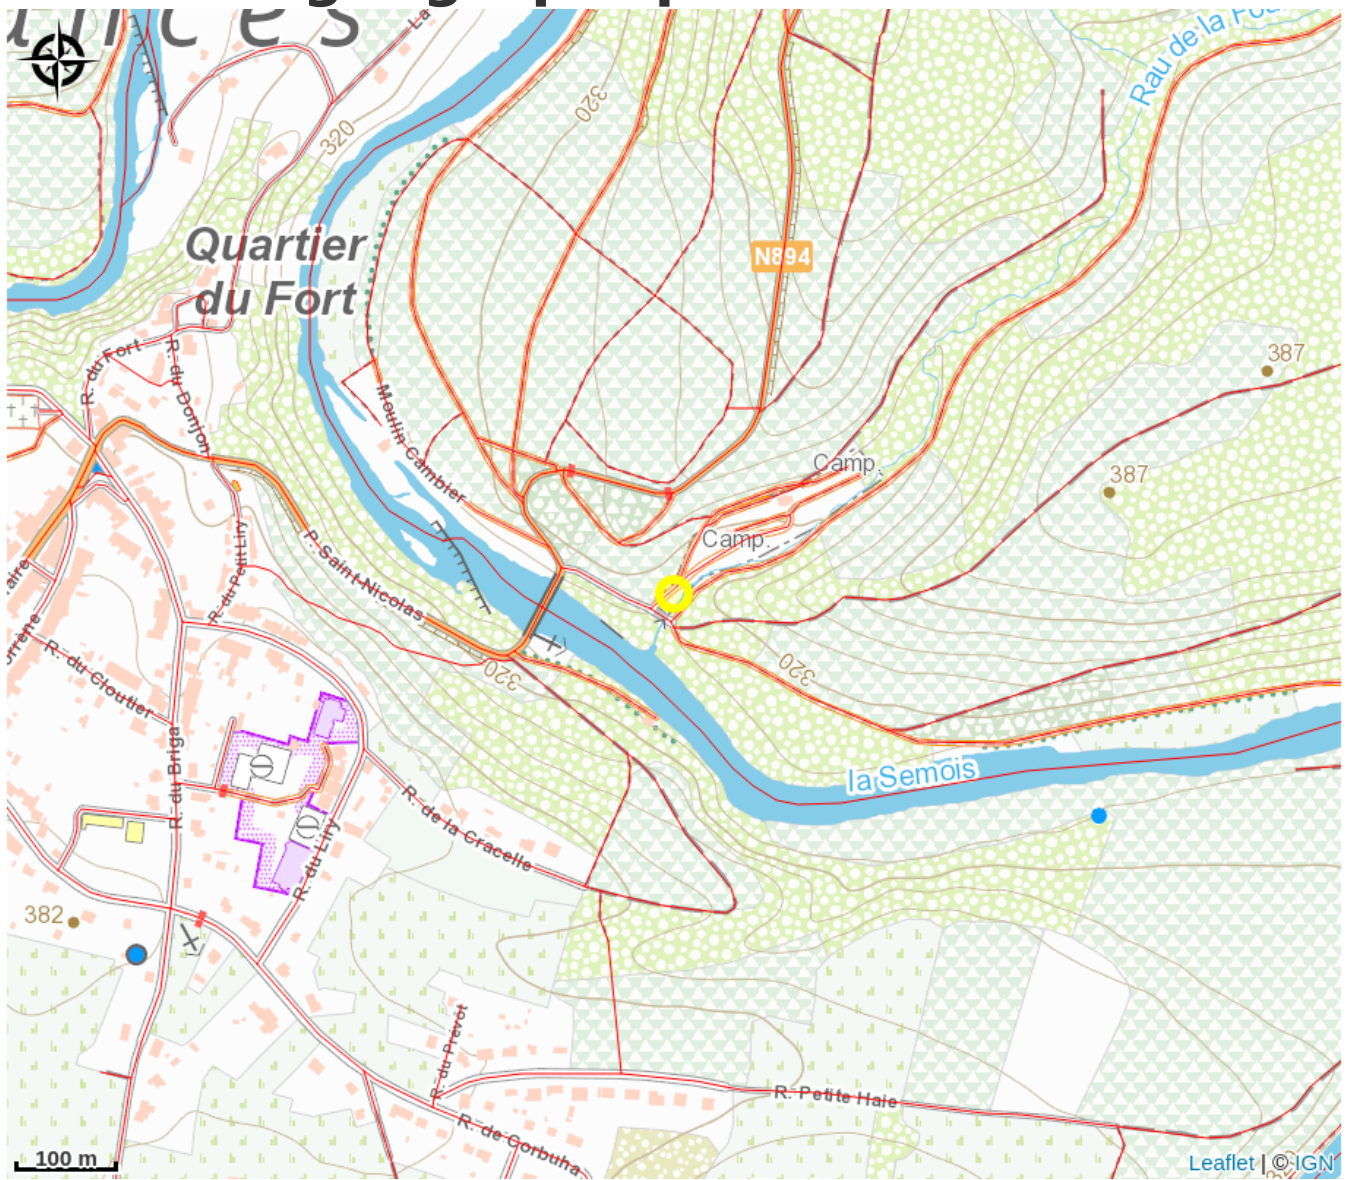 La
Rau de la Fou
320
320
Quartier
du Fort
N894
R. du Fort
R. du Donjon
387
Moulin Cambier
Camp.
387
Camp.
P. Saint-Nicolas
R. du Petit Liry
320
320
R. du Cloutier
R. du Briga
la Semois
R. de la Cracelle
R. du Liry
382
R. du Prévôt
R. Petite Haie
R. de Corbuha
100 m
Leaflet | © IGN